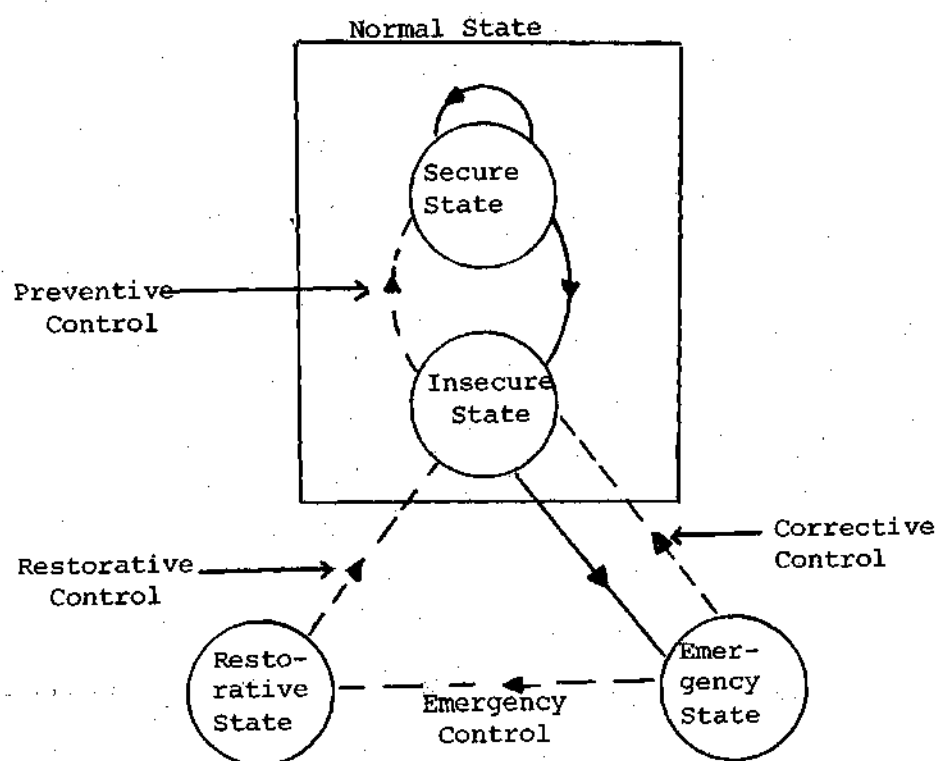 Normal State
Secure
State
Preventive
Control
Insecure
State
Corrective
Control
Restorative
Control
Resto-
rative
State
Emergency
Control
Emer-
gency
State